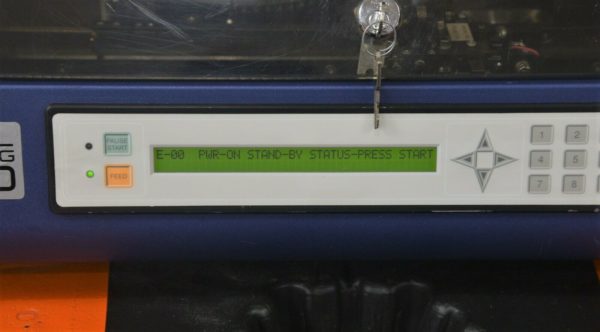 PAUSE
START
FEED
E-00 PWR-ON STAND-BY STATUS-PRESS START
1 2
4 5
7 8